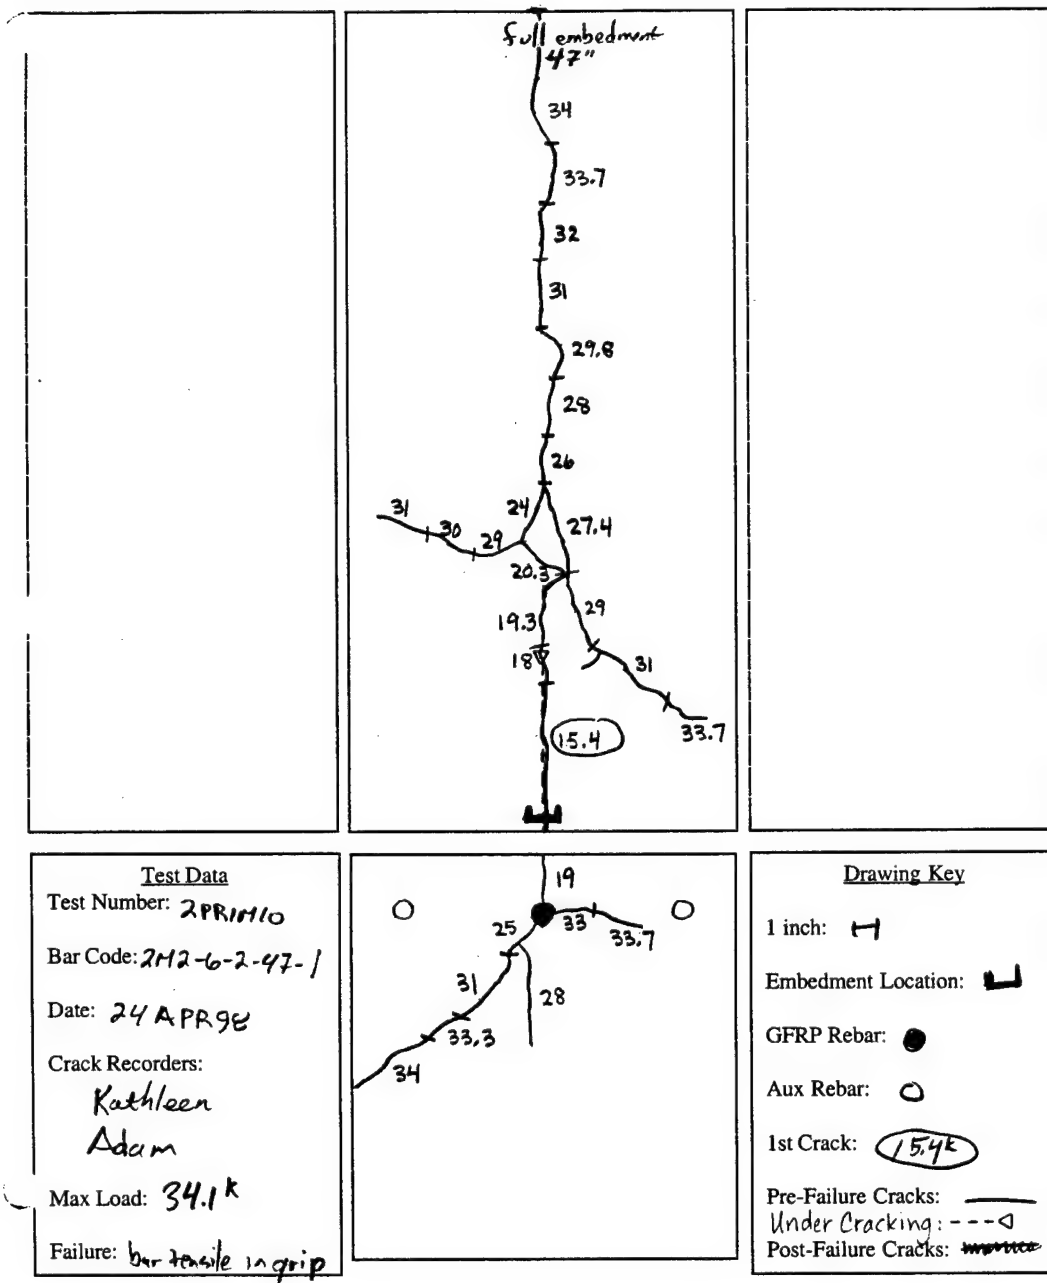 full embedment
47"
34
33.7
32
31
29.8
28
26
31
30
29
24
27.4
20.3
29
19.3
18
31
15.4
33.7
Test Data
Test Number: 2PR1M10
Bar Code: 2M2-6-2-47-1
Date: 24 APR 98
Crack Recorders:
Kathleen
Adam
Max Load: 34.1 k
Failure: bar tensile in grip
19
25
33
33.7
31
28
33.3
34
Drawing Key
1 inch:
Embedment Location:
GFRP Rebar:
Aux Rebar:
1st Crack: 15.4k
Pre-Failure Cracks:
Under Cracking:
Post-Failure Cracks: